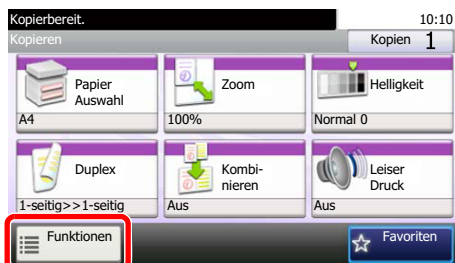 Kopierbereit.
10:10
Kopieren
Kopien 1
Papier
Auswahl
A4
Zoom
100%
Helligkeit
Normal 0
Duplex
1-seitig>>1-seitig
Kombi-
nieren
Aus
Leiser
Druck
Aus
Funktionen
Favoriten